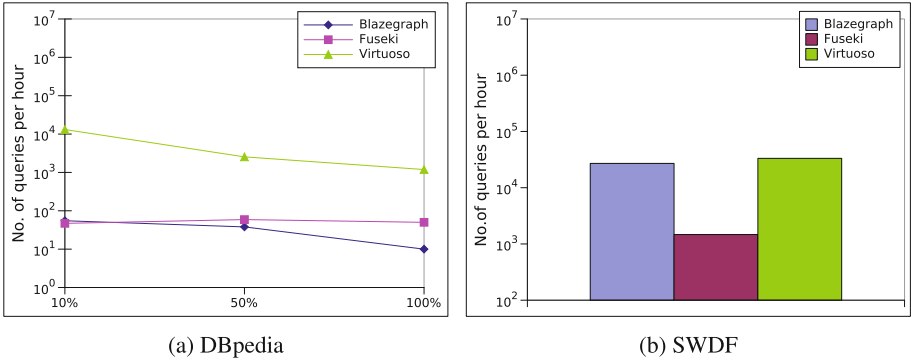 No. of queries per hour
10^7
10^6
10^5
10^4
10^3
10^2
10^1
10^0
10%
50%
100%
Blazegraph
Fuseki
Virtuoso
(a) DBpedia
No.of queries per hour
10^7
10^6
10^5
10^4
10^3
10^2
Blazegraph
Fuseki
Virtuoso
(b) SWDF